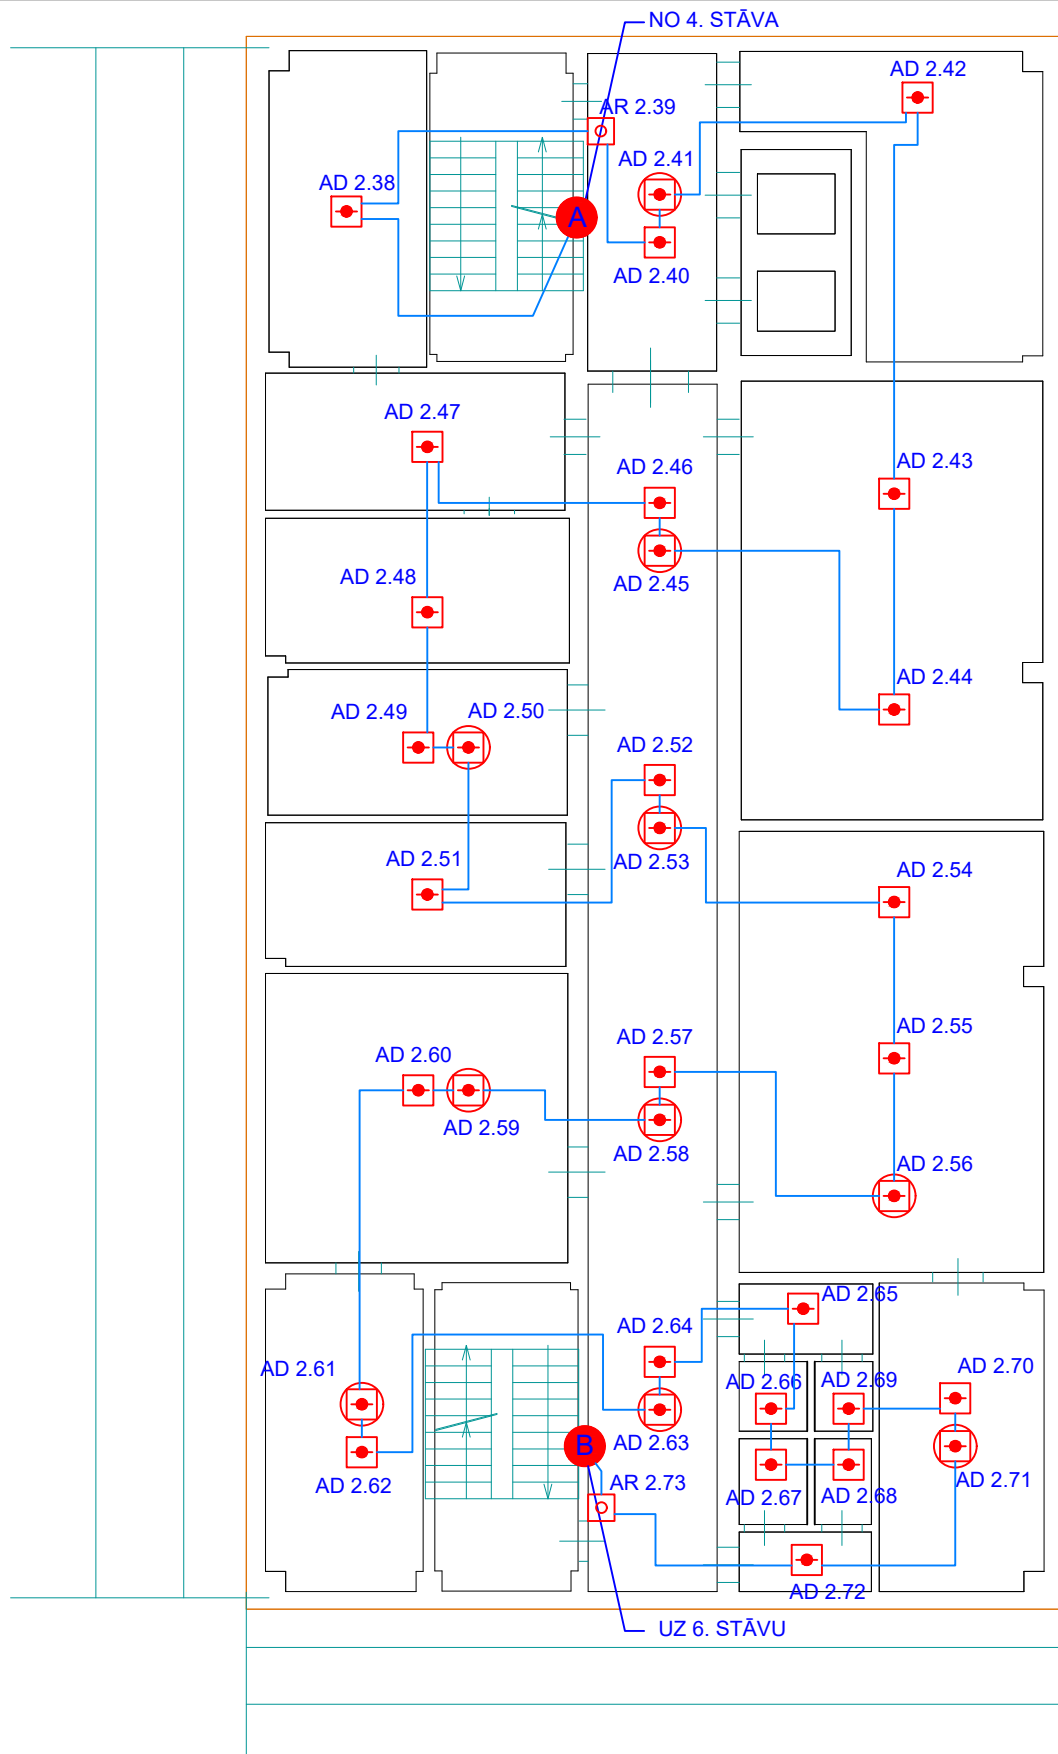 NO 4. STĀVA
AD 2.42
AR 2.39
AD 2.41
AD 2.38
A
AD 2.40
AD 2.47
AD 2.46
AD 2.43
AD 2.48
AD 2.45
AD 2.44
AD 2.49
AD 2.50
AD 2.52
AD 2.51
AD 2.53
AD 2.54
AD 2.55
AD 2.57
AD 2.60
AD 2.59
AD 2.58
AD 2.56
AD 2.65
AD 2.64
AD 2.61
AD 2.66
AD 2.69
AD 2.70
AD 2.63
B
AD 2.62
AR 2.73
AD 2.67
AD 2.68
AD 2.71
AD 2.72
UZ 6. STĀVU